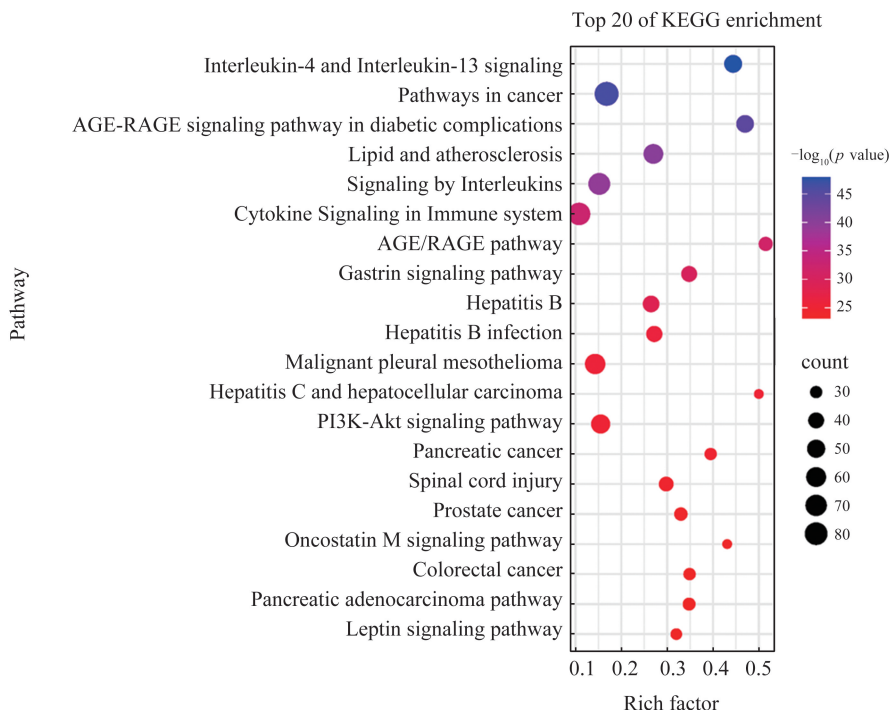 Top 20 of KEGG enrichment
Interleukin-4 and Interleukin-13 signaling
Pathways in cancer
AGE-RAGE signaling pathway in diabetic complications
Lipid and atherosclerosis
Signaling by Interleukins
Cytokine Signaling in Immune system
AGE/RAGE pathway
Gastrin signaling pathway
Hepatitis B
Hepatitis B infection
Malignant pleural mesothelioma
Hepatitis C and hepatocellular carcinoma
PI3K-Akt signaling pathway
Pancreatic cancer
Spinal cord injury
Prostate cancer
Oncostatin M signaling pathway
Colorectal cancer
Pancreatic adenocarcinoma pathway
Leptin signaling pathway
Pathway
0.1 0.2 0.3 0.4 0.5
Rich factor
−log₁₀(p value)
45
40
35
30
25
count
30
40
50
60
70
80